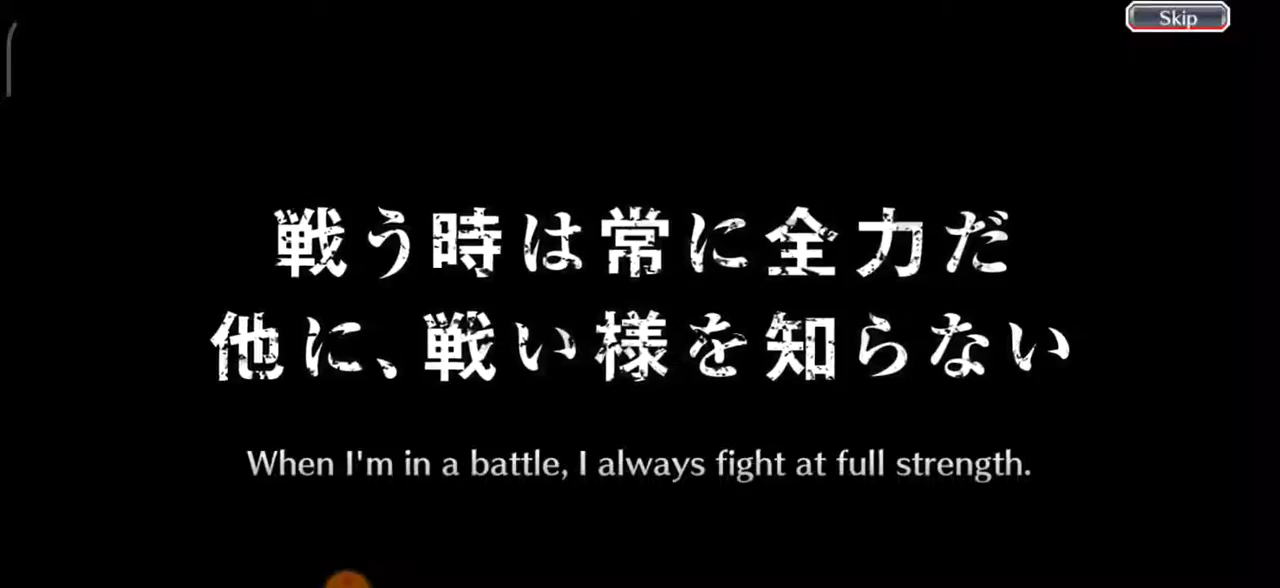 Skip
戦う時は常に全力だ
他に、戦い様を知らない
When I'm in a battle, I always fight at full strength.